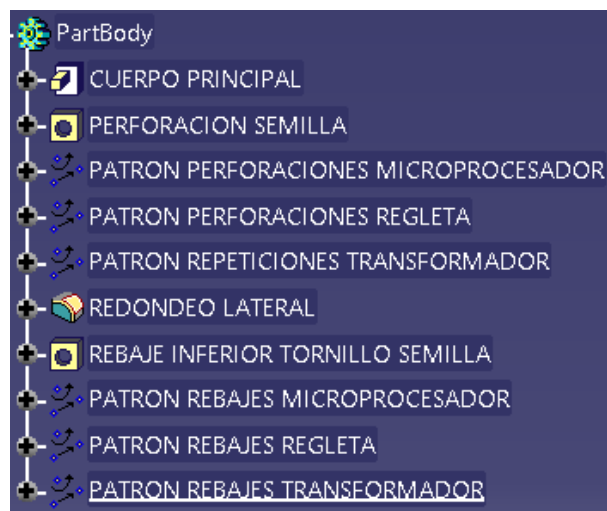 PartBody
CUERPO PRINCIPAL
PERFORACION SEMILLA
PATRON PERFORACIONES MICROPROCESADOR
PATRON PERFORACIONES REGLETA
PATRON REPETICIONES TRANSFORMADOR
REDONDEO LATERAL
REBAJE INFERIOR TORNILLO SEMILLA
PATRON REBAJES MICROPROCESADOR
PATRON REBAJES REGLETA
PATRON REBAJES TRANSFORMADOR